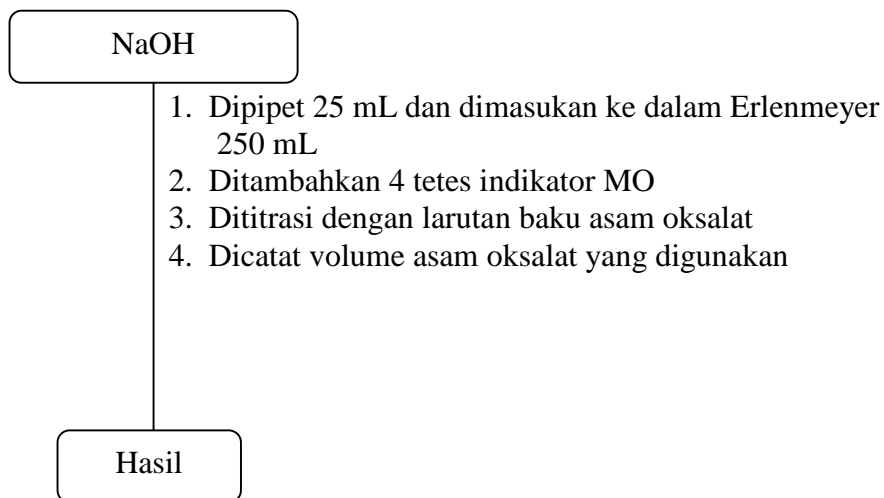 NaOH
1. Dipipet 25 mL dan dimasukan ke dalam Erlenmeyer
250 mL
2. Ditambahkan 4 tetes indikator MO
3. Dititrasi dengan larutan baku asam oksalat
4. Dicatat volume asam oksalat yang digunakan
Hasil